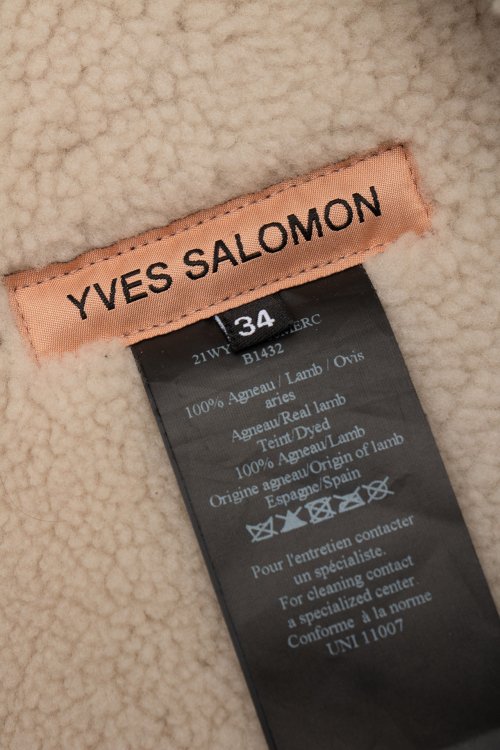 YVES SALOMON
34
B1432
100% Agneau / Lamb / Ovis
aries
Agneau/Real lamb
Teint/Dyed
100% Agneau/Lamb
Origine agneau/Origin of lamb
Espagne/Spain
Pour l'entretien contacter
un spécialiste.
For cleaning contact
a specialized center.
Conforme à la norme
UNI 11007